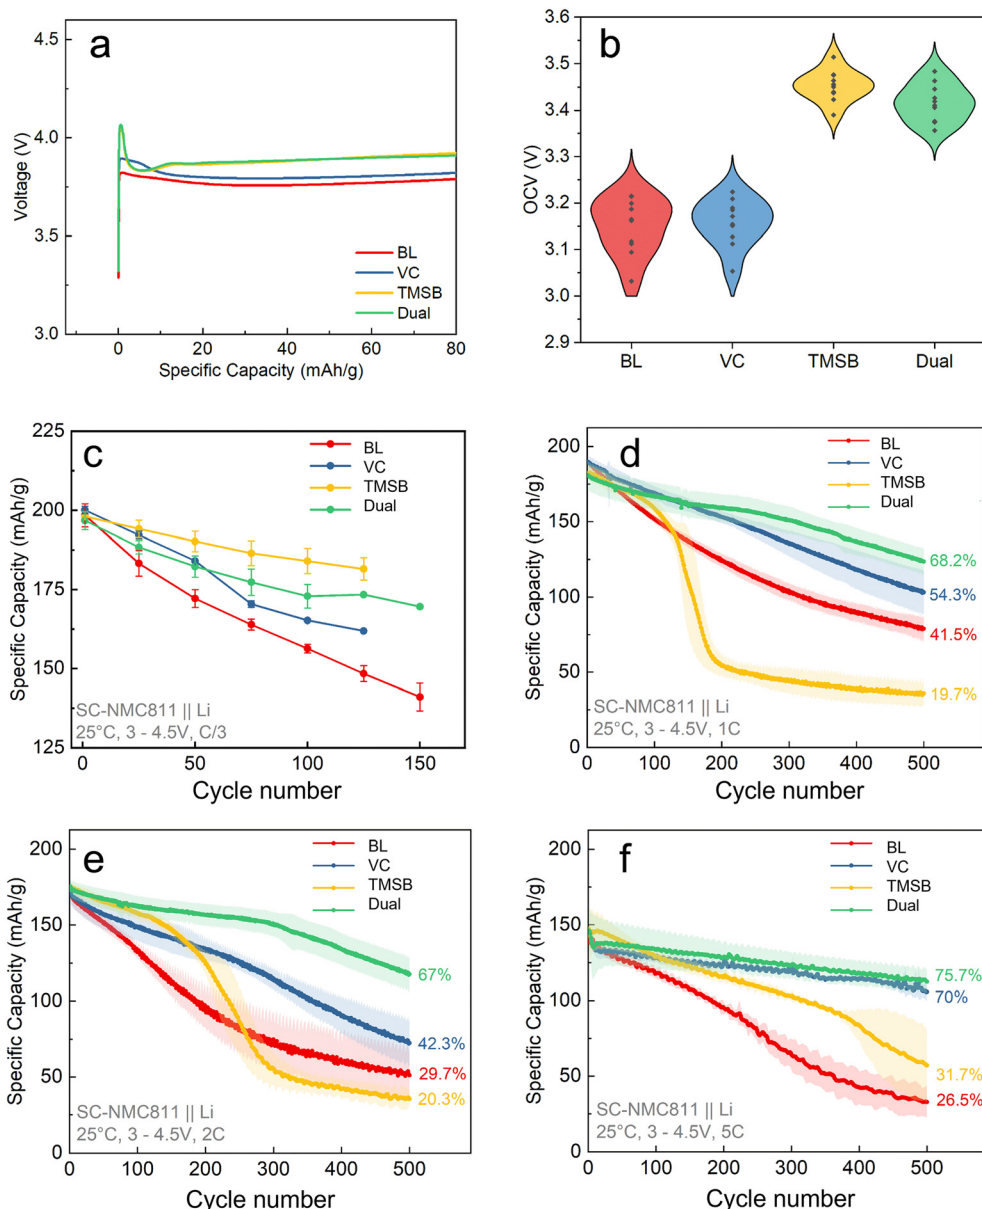 a
4.5
4.0
3.5
3.0
Voltage (V)
BL
VC
TMSB
Dual
0
20
40
60
80
Specific Capacity (mAh/g)
b
3.6
3.5
3.4
3.3
3.2
3.1
3.0
2.9
OCV (V)
BL
VC
TMSB
Dual
c
225
200
175
150
125
Specific Capacity (mAh/g)
BL
VC
TMSB
Dual
SC-NMC811 || Li
25°C, 3 - 4.5V, C/3
0
50
100
150
Cycle number
d
200
150
100
50
0
Specific Capacity (mAh/g)
BL
VC
TMSB
Dual
68.2%
54.3%
41.5%
19.7%
SC-NMC811 || Li
25°C, 3 - 4.5V, 1C
0
100
200
300
400
500
Cycle number
e
200
150
100
50
0
Specific Capacity (mAh/g)
BL
VC
TMSB
Dual
67%
42.3%
29.7%
20.3%
SC-NMC811 || Li
25°C, 3 - 4.5V, 2C
0
100
200
300
400
500
Cycle number
f
200
150
100
50
0
Specific Capacity (mAh/g)
BL
VC
TMSB
Dual
75.7%
70%
31.7%
26.5%
SC-NMC811 || Li
25°C, 3 - 4.5V, 5C
0
100
200
300
400
500
Cycle number